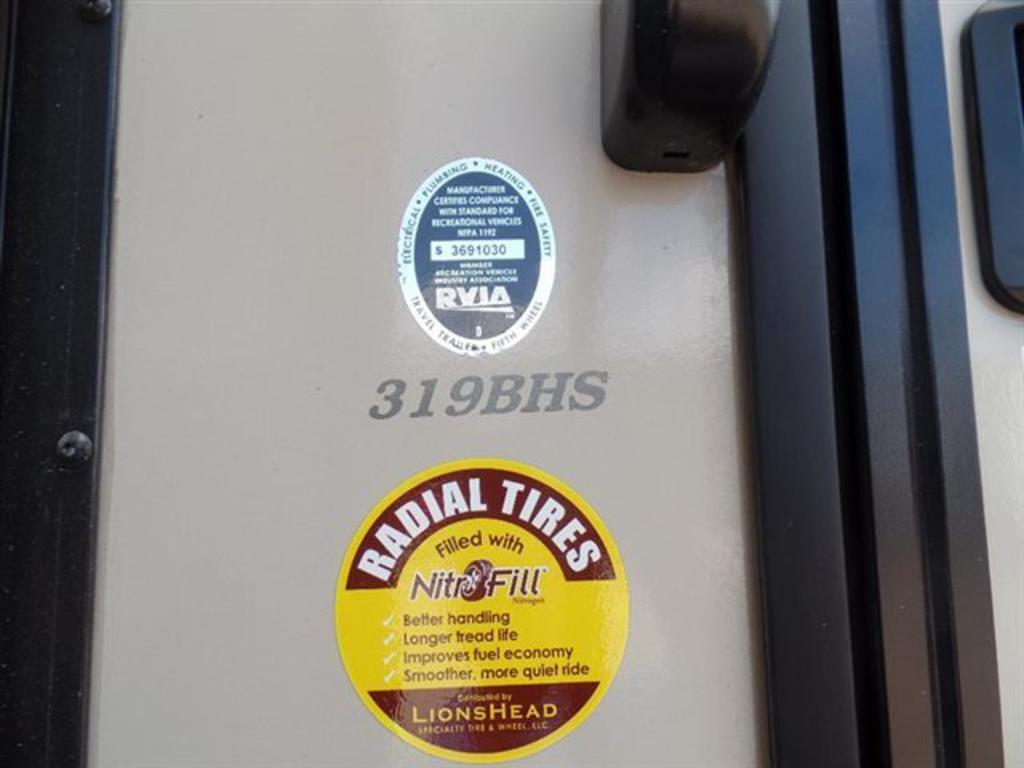 ELECTRICAL • PLUMBING • HEATING • FIRE SAFETY
MANUFACTURER
CERTIFIES COMPLIANCE
WITH STANDARD FOR
RECREATIONAL VEHICLES
NFPA 1192
S 3691030
MEMBER
RECREATION VEHICLE
INDUSTRY ASSOCIATION
RVIA
TM
D
TRAVEL TRAILER • FIFTH WHEEL
319BHS
RADIAL TIRES
Filled with
NitroFill
Nitrogen
✓ Better handling
✓ Longer tread life
✓ Improves fuel economy
✓ Smoother, more quiet ride
Distributed by
LIONSHEAD
SPECIALTY TIRE & WHEEL, LLC.